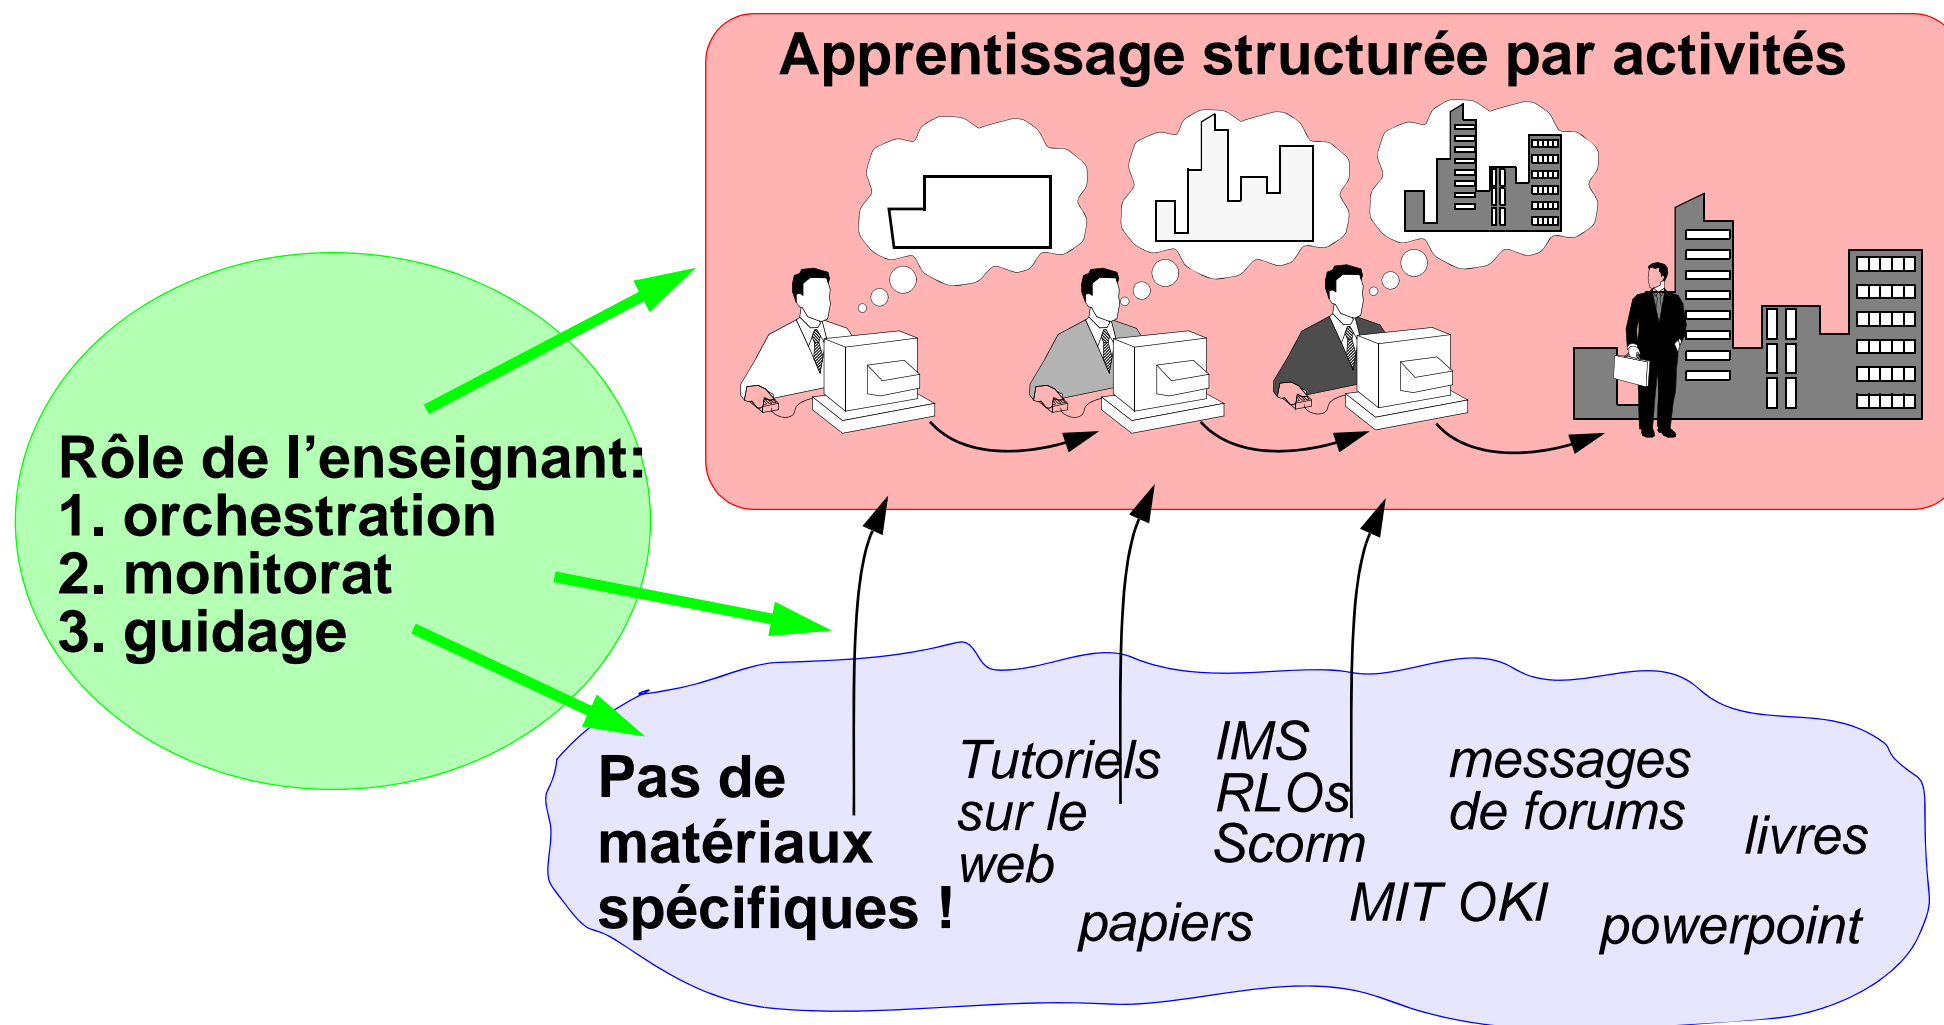 Apprentissage structurée par activités
Rôle de l’enseignant:
1. orchestration
2. monitorat
3. guidage
Pas de
matériaux
spécifiques !
Tutoriels
sur le
web
IMS
RLOs
Scorm
messages
de forums
livres
papiers
MIT OKI
powerpoint